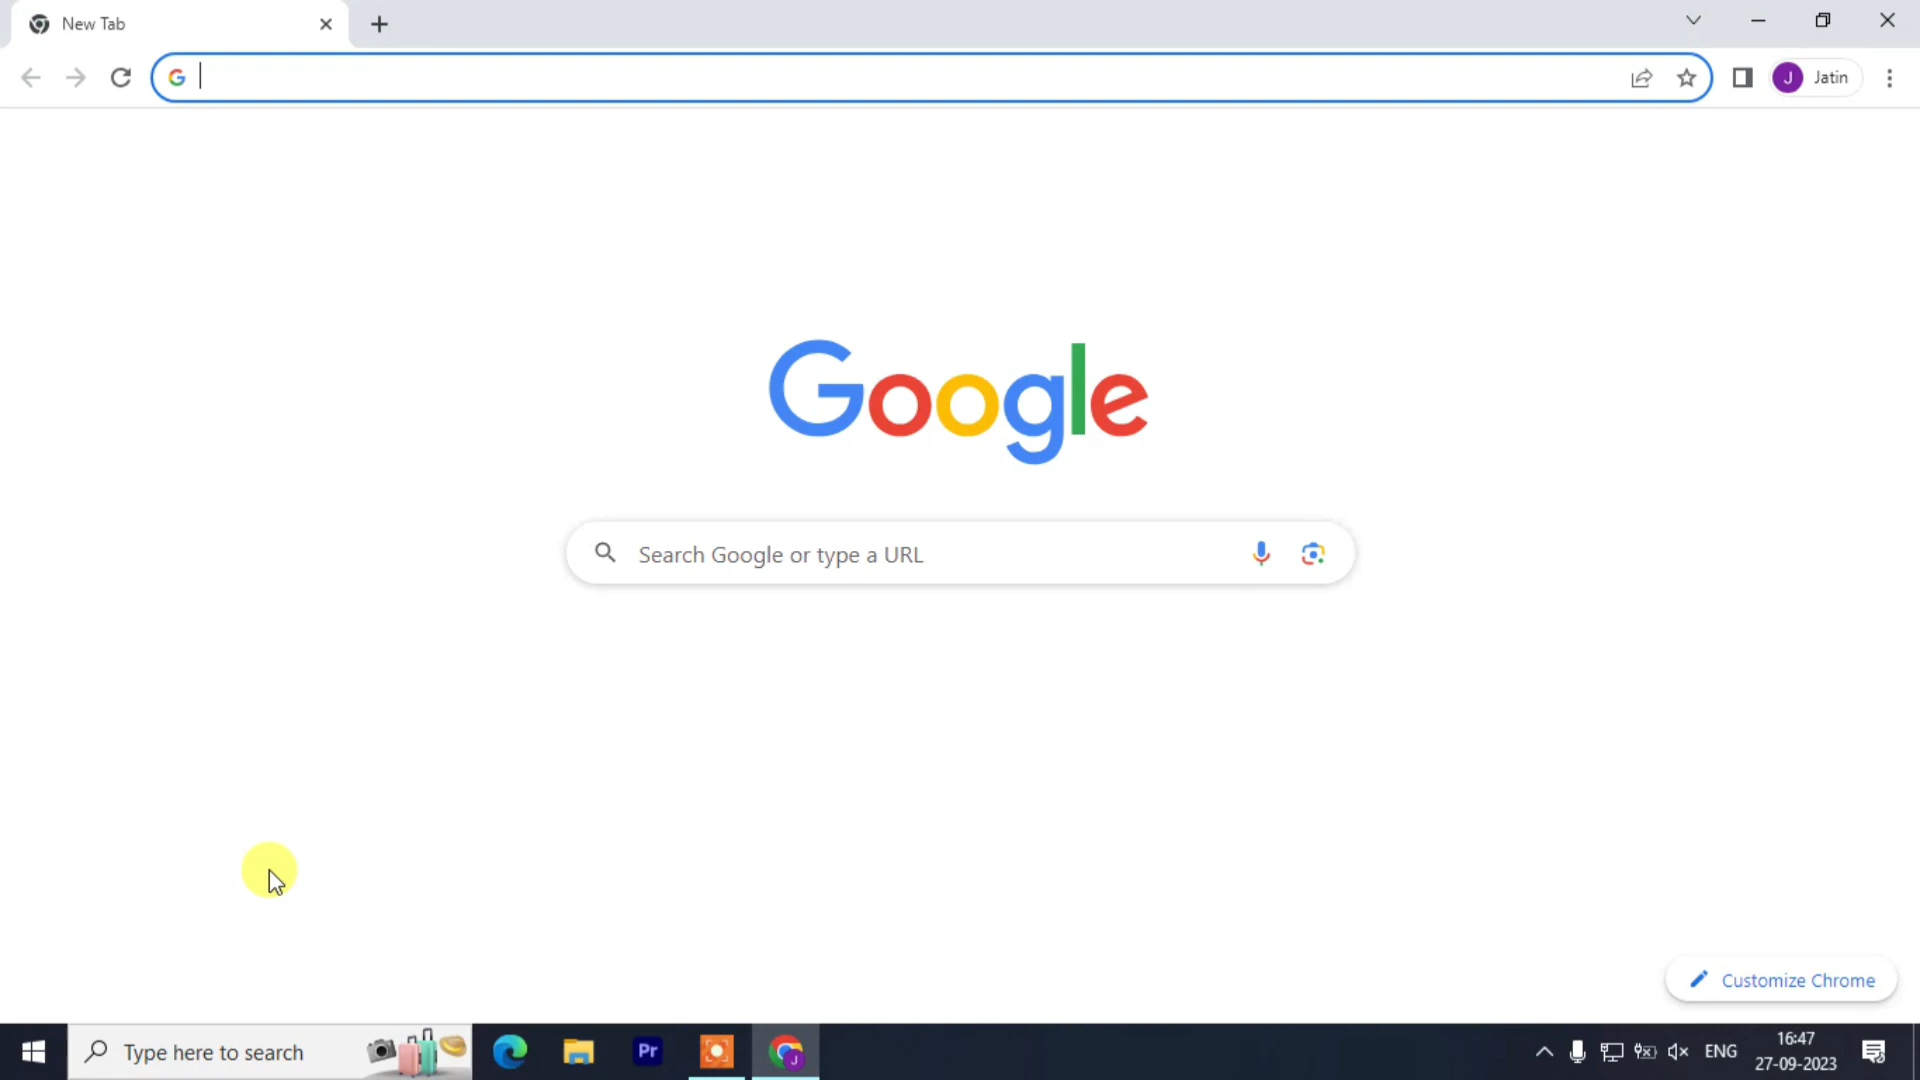 New Tab
Jatin
Google
Search Google or type a URL
Customize Chrome
Type here to search
Pr
ENG
16:47
27-09-2023